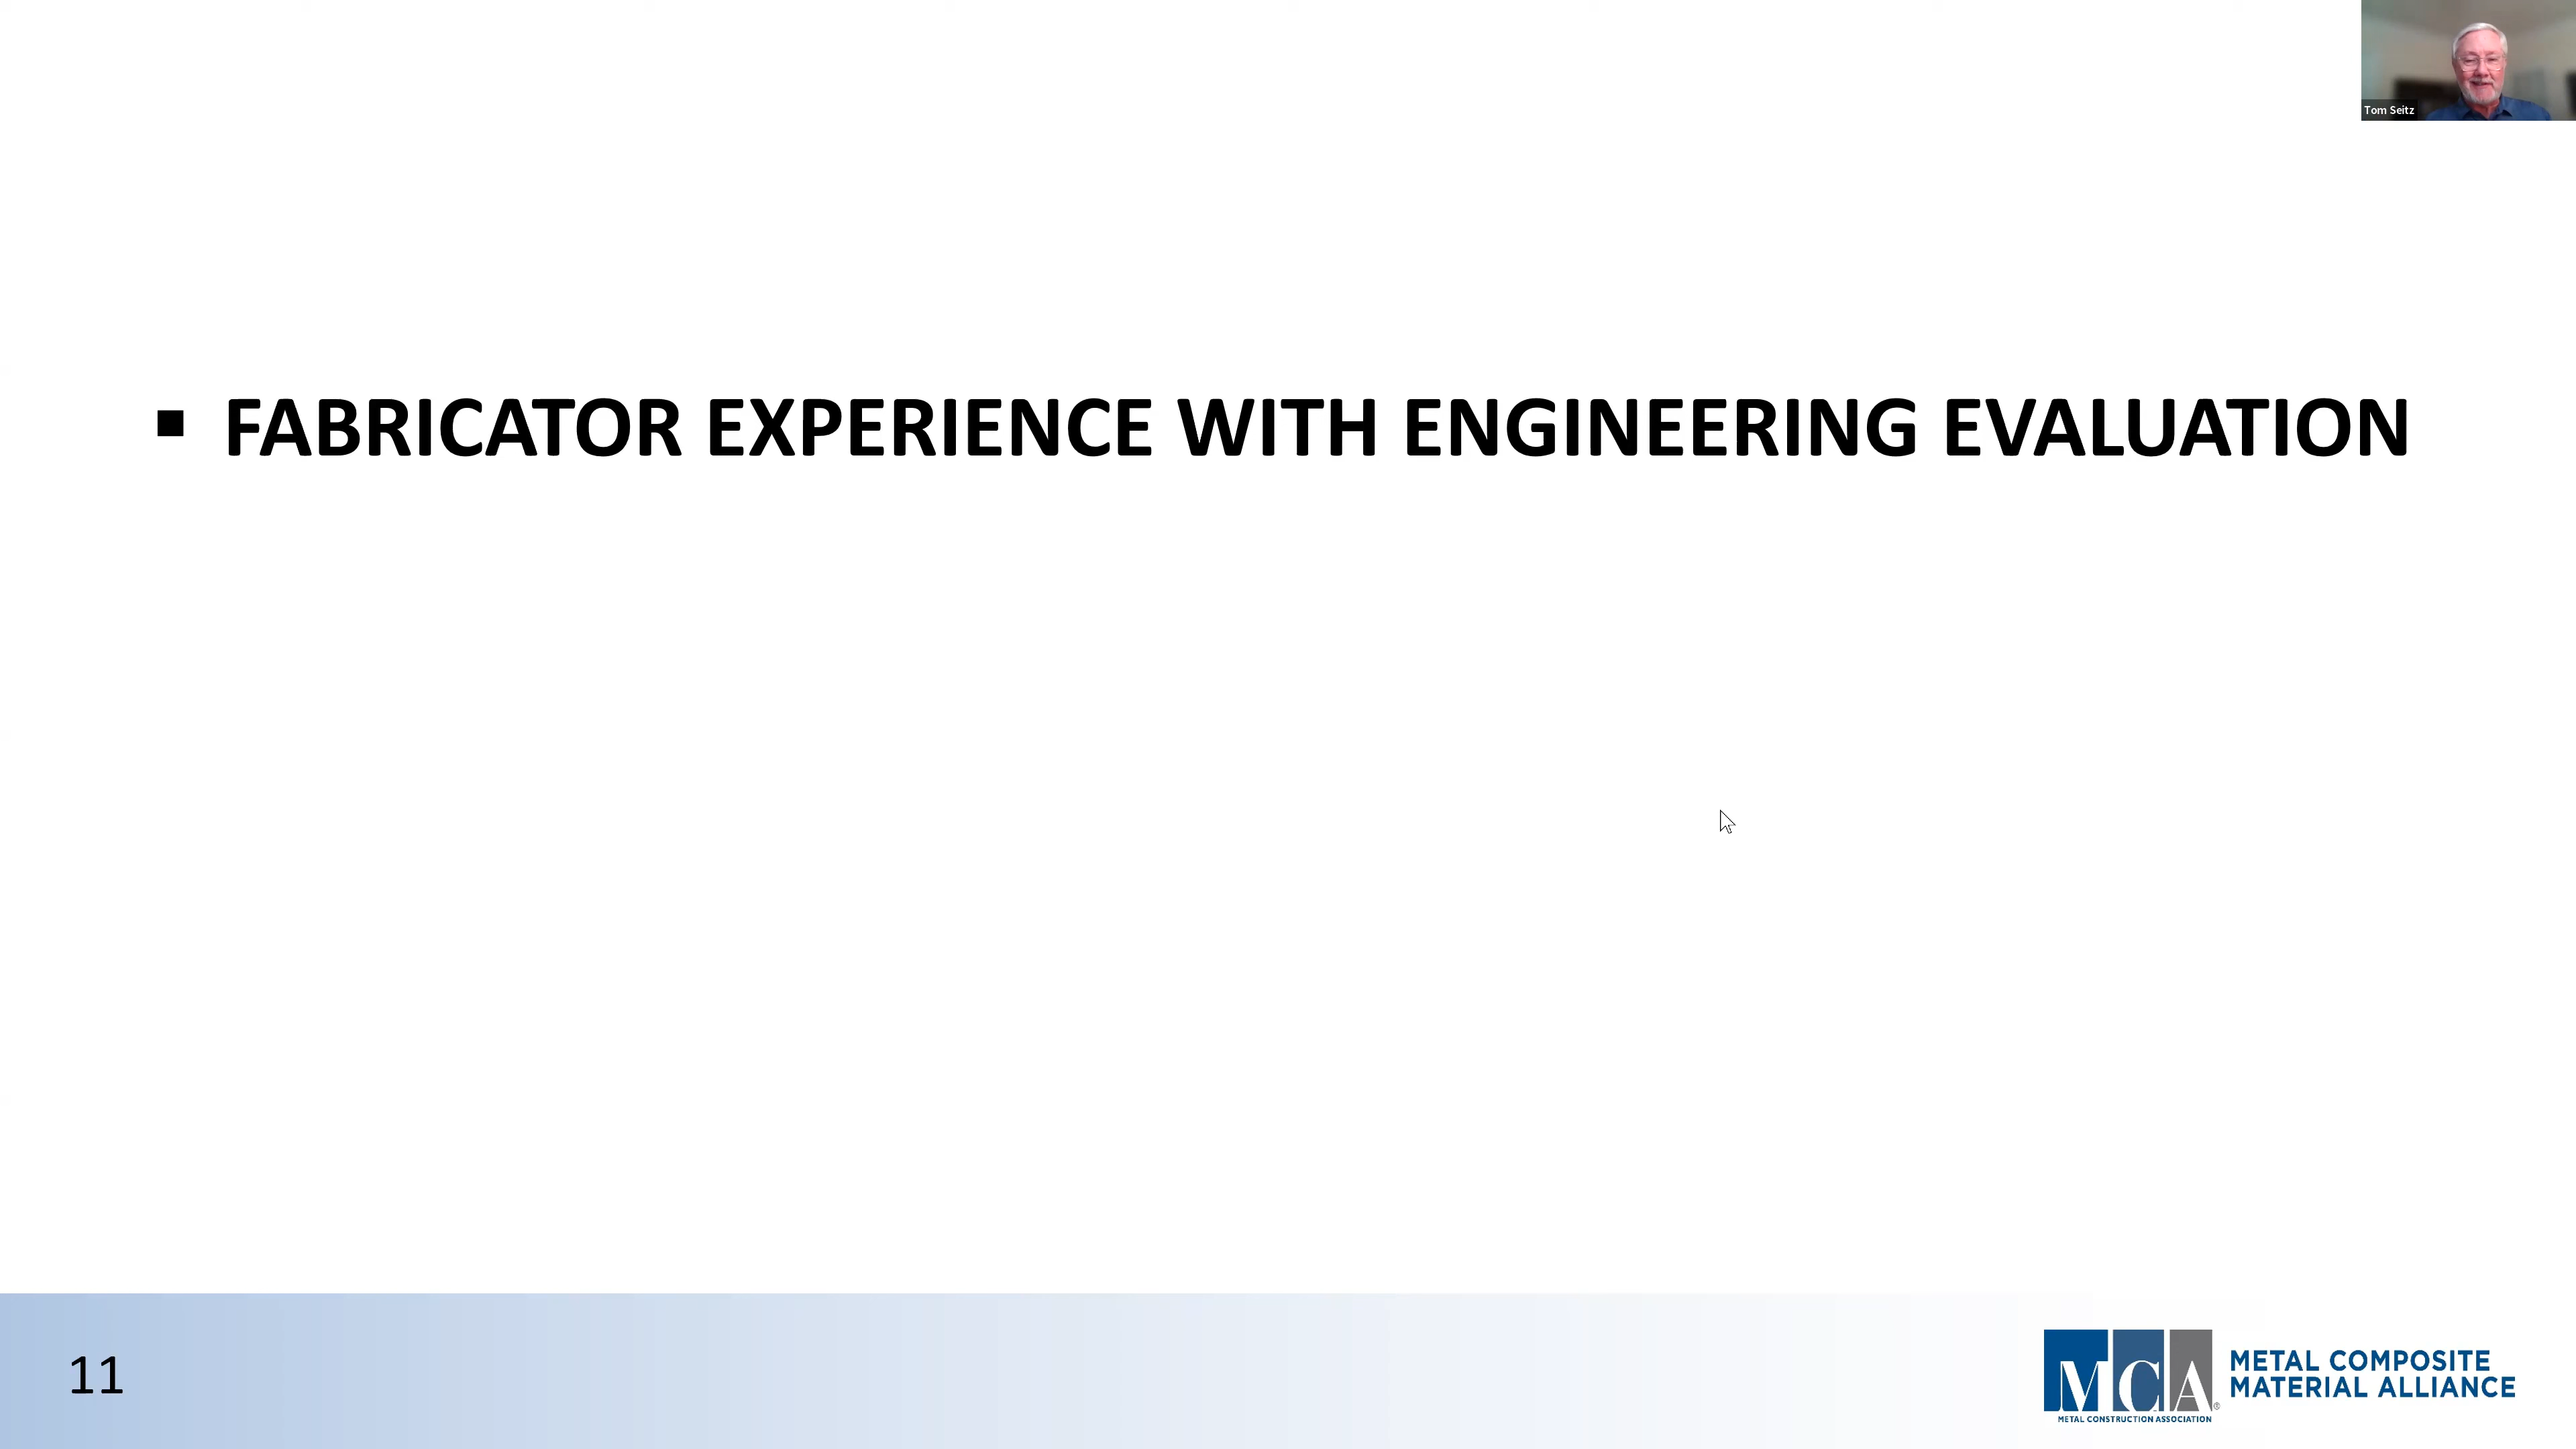 Tom Seitz
▪ FABRICATOR EXPERIENCE WITH ENGINEERING EVALUATION
11
MCA®
METAL CONSTRUCTION ASSOCIATION
METAL COMPOSITE
MATERIAL ALLIANCE